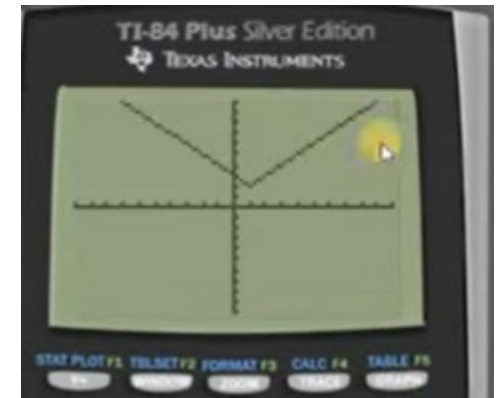 TI-84 Plus Silver Edition
TEXAS INSTRUMENTS
STAT PLOT F1 TBLSET F2 FORMAT F3 CALC F4 TABLE F5
Y= WINDOW ZOOM TRACE GRAPH